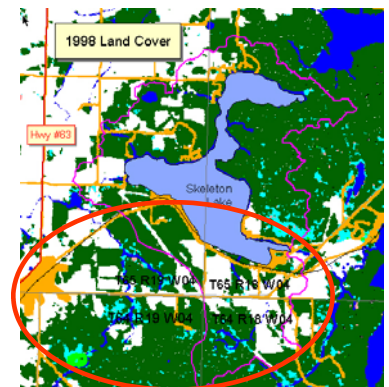 1998 Land Cover
Hwy #63
Skeleton
Lake
T65 R19 W04
T65 R18 W04
T64 R19 W04
T64 R18 W04